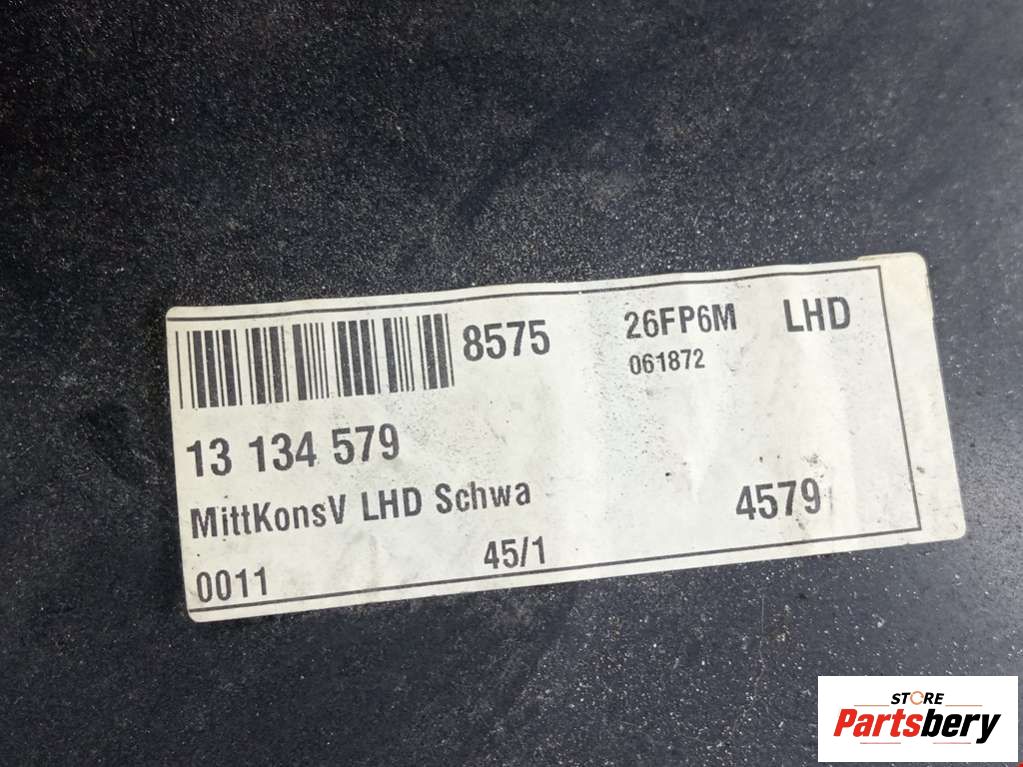 8575 26FP6M LHD
061872
13 134 579
MittKonsV LHD Schwa
4579
0011 45/1
STORE
Partsbery